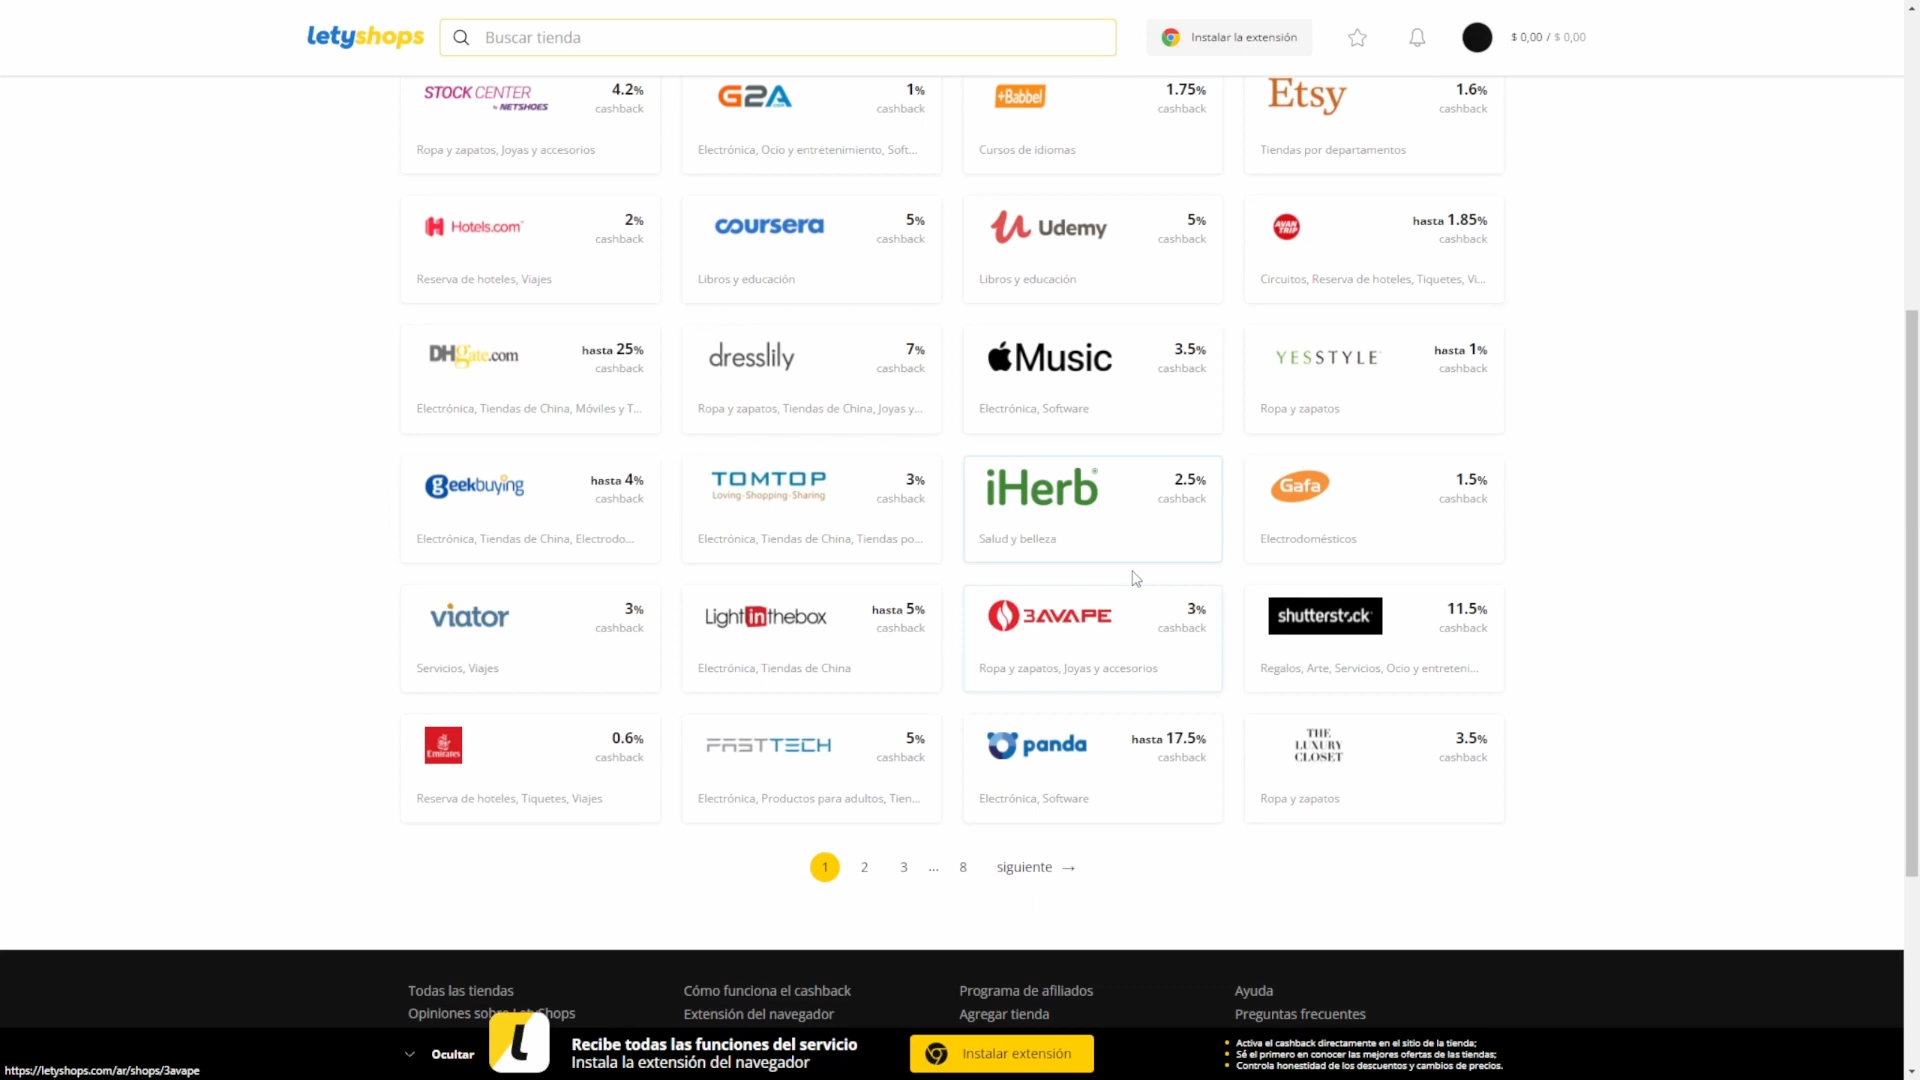 letyshops
Buscar tienda
Instalar la extensión
$ 0,00 / $ 0,00
STOCK CENTER
by NETSHOES
4.2%
cashback
Ropa y zapatos, Joyas y accesorios
G2A
.COM
1%
cashback
Electrónica, Ocio y entretenimiento, Soft...
+Babbel
1.75%
cashback
Cursos de idiomas
Etsy
1.6%
cashback
Tiendas por departamentos
Hotels.com
2%
cashback
Reserva de hoteles, Viajes
coursera
5%
cashback
Libros y educación
Udemy
5%
cashback
Libros y educación
AVAN
TRIP
hasta 1.85%
cashback
Circuitos, Reserva de hoteles, Tiquetes, Vi...
DHgate.com
hasta 25%
cashback
Electrónica, Tiendas de China, Móviles y T...
dresslily
7%
cashback
Ropa y zapatos, Tiendas de China, Joyas y...
Music
3.5%
cashback
Electrónica, Software
YESSTYLE
hasta 1%
cashback
Ropa y zapatos
geekbuying
hasta 4%
cashback
Electrónica, Tiendas de China, Electrodo...
TOMTOP
Loving·Shopping·Sharing
3%
cashback
Electrónica, Tiendas de China, Tiendas po...
iHerb®
2.5%
cashback
Salud y belleza
Gafa
1.5%
cashback
Electrodomésticos
viator
3%
cashback
Servicios, Viajes
Lightinthebox
hasta 5%
cashback
Electrónica, Tiendas de China
3AVAPE
3%
cashback
Ropa y zapatos, Joyas y accesorios
shutterstock
11.5%
cashback
Regalos, Arte, Servicios, Ocio y entreteni...
Emirates
0.6%
cashback
Reserva de hoteles, Tiquetes, Viajes
FASTTECH
5%
cashback
Electrónica, Productos para adultos, Tien...
panda
hasta 17.5%
cashback
Electrónica, Software
THE
LUXURY
CLOSET
3.5%
cashback
Ropa y zapatos
1 2 3 ... 8 siguiente →
Todas las tiendas
Cómo funciona el cashback
Programa de afiliados
Ayuda
Opiniones sobre LetyShops
Extensión del navegador
Agregar tienda
Preguntas frecuentes
Ocultar
L
Recibe todas las funciones del servicio
Instala la extensión del navegador
Instalar extensión
• Activa el cashback directamente en el sitio de la tienda;
• Sé el primero en conocer las mejores ofertas de las tiendas;
• Controla honestidad de los descuentos y cambios de precios.
https://letyshops.com/ar/shops/3avape